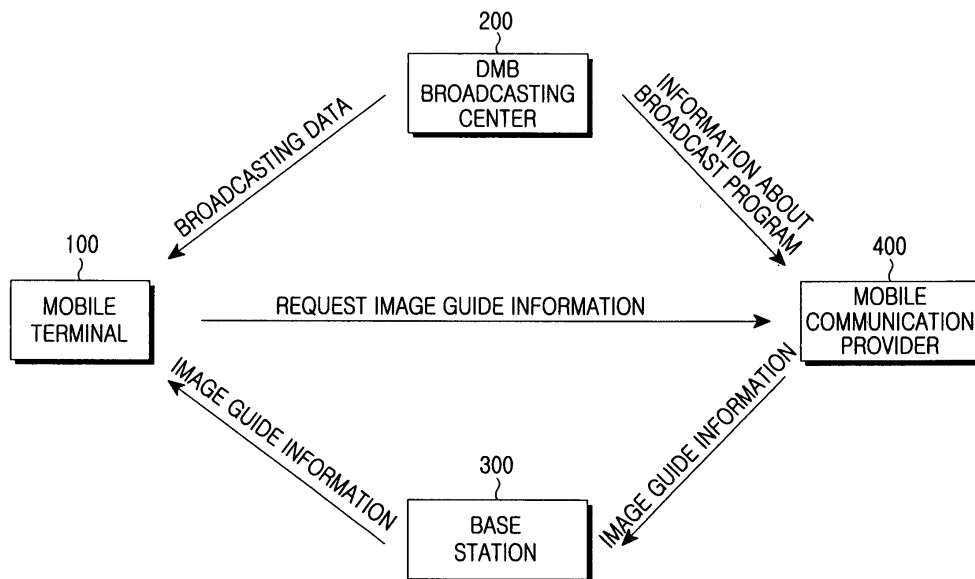 200
DMB
BROADCASTING
CENTER
BROADCASTING DATA
INFORMATION ABOUT
BROADCAST PROGRAM
100
MOBILE
TERMINAL
REQUEST IMAGE GUIDE INFORMATION
400
MOBILE
COMMUNICATION
PROVIDER
IMAGE GUIDE INFORMATION
IMAGE GUIDE INFORMATION
300
BASE
STATION